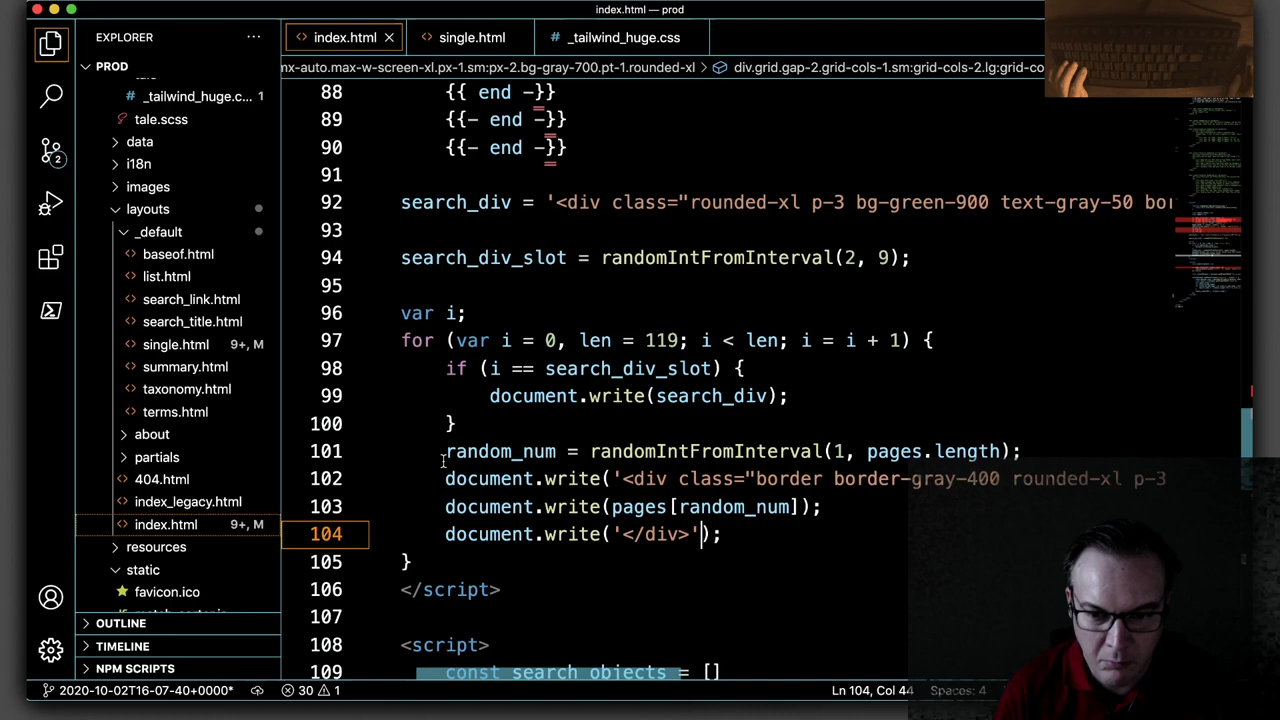 index.html — prod
EXPLORER ...
index.html
single.html
# _tailwind_huge.css
PROD
mx-auto.max-w-screen-xl.px-1.sm:px-2.bg-gray-700.pt-1.rounded-xl > div.grid.gap-2.grid-cols-1.sm:grid-cols-2.lg:grid-co
# _tailwind_huge.c... 1
tale.scss
data
i18n
images
layouts
_default
baseof.html
list.html
search_link.html
search_title.html
single.html 9+, M
summary.html
taxonomy.html
terms.html
about
partials
404.html
index_legacy.html
index.html 9+, M
resources
static
favicon.ico
OUTLINE
TIMELINE
NPM SCRIPTS
88 {{ end -}}
89 {{- end -}}
90 {{- end -}}
91
92 search_div = '<div class="rounded-xl p-3 bg-green-900 text-gray-50 bor
93
94 search_div_slot = randomIntFromInterval(2, 9);
95
96 var i;
97 for (var i = 0, len = 119; i < len; i = i + 1) {
98 if (i == search_div_slot) {
99 document.write(search_div);
100 }
101 random_num = randomIntFromInterval(1, pages.length);
102 document.write('<div class="border border-gray-400 rounded-xl p-3
103 document.write(pages[random_num]);
104 document.write('</div>');
105 }
106 </script>
107
108 <script>
109 const search_objects = []
2020-10-02T16-07-40+0000* 30 1 Ln 104, Col 44 Spaces: 4
2